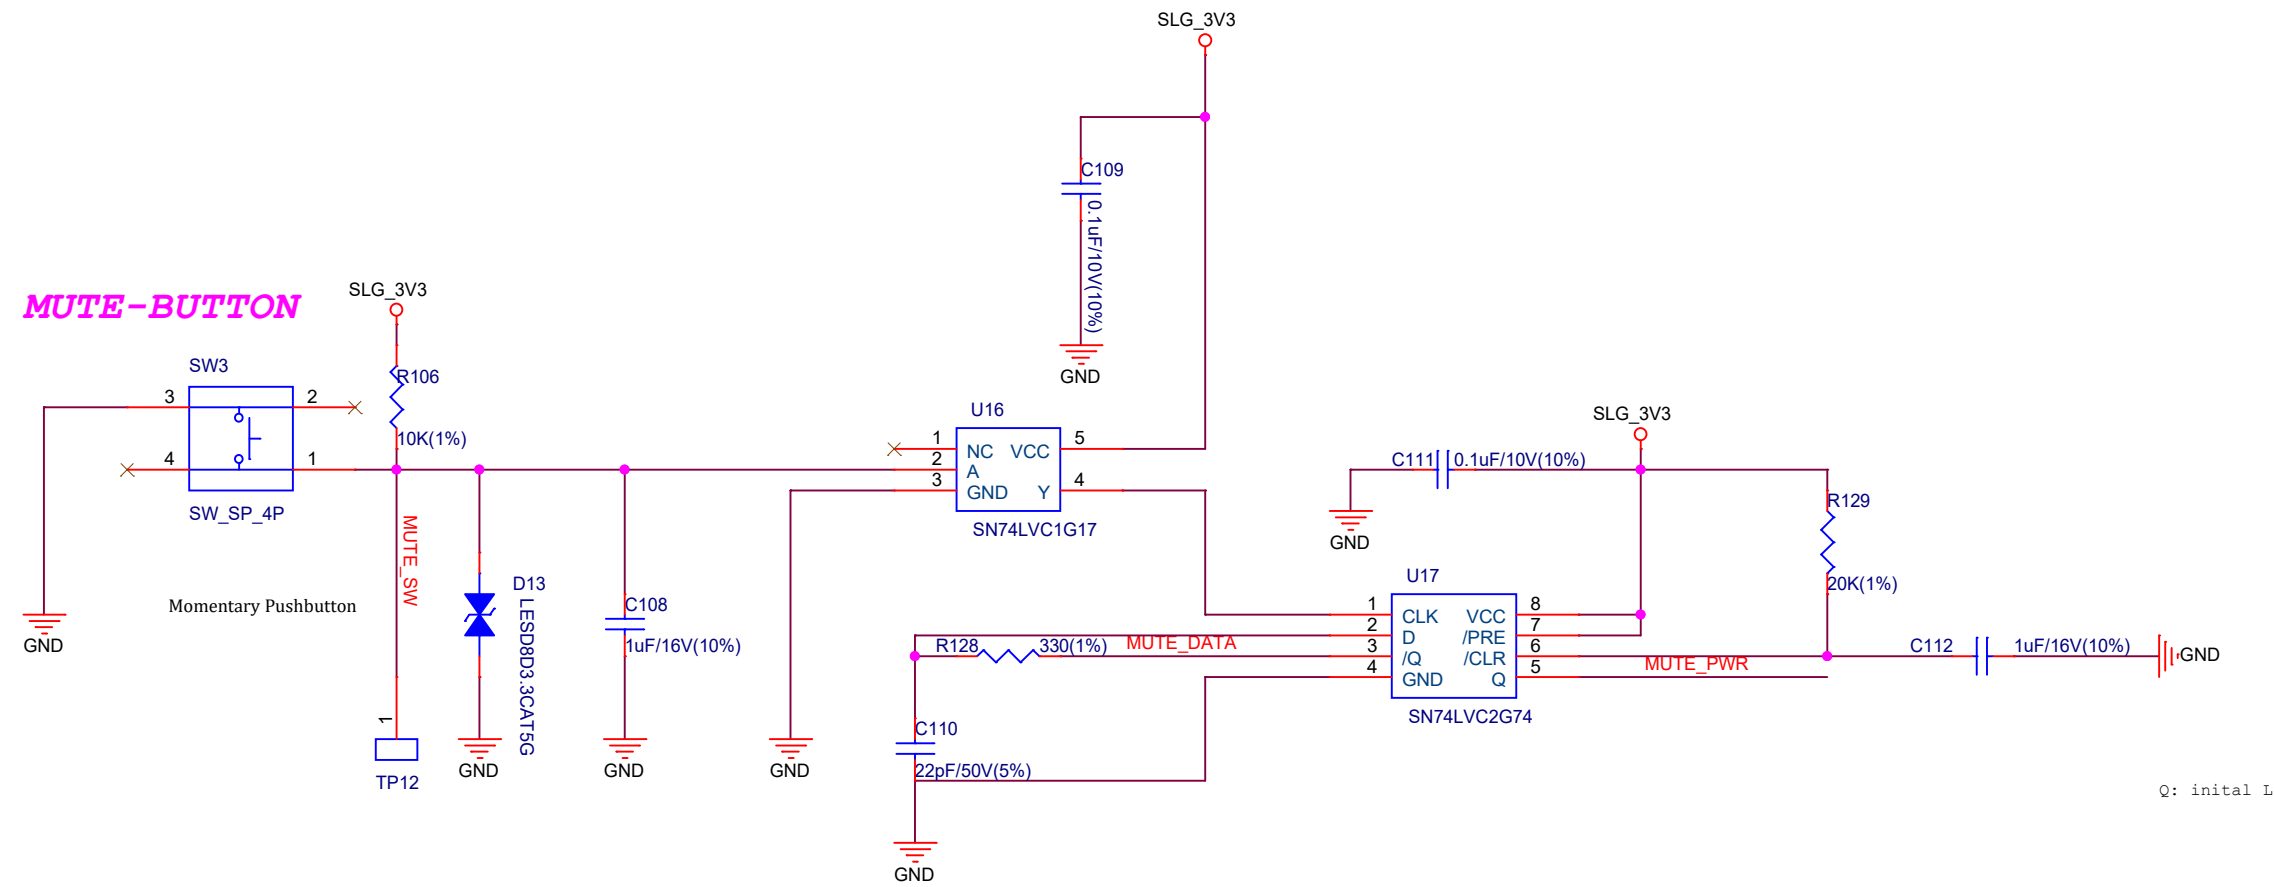 SLG_3V3
C109
0.1uF/10V(10%)
GND
MUTE-BUTTON
SLG_3V3
SW3
R106
3
2
10K(1%)
4
1
SW_SP_4P
MUTE_SW
Momentary Pushbutton
GND
1
TP12
D13
LESD8D3.3CAT5G
GND
C108
1uF/16V(10%)
GND
U16
1
NC
VCC
5
2
A
3
GND
Y
4
SN74LVC1G17
GND
SLG_3V3
C111
0.1uF/10V(10%)
GND
R129
20K(1%)
U17
1
CLK
VCC
8
2
D
/PRE
7
R128
330(1%)
MUTE_DATA
3
/Q
/CLR
6
4
GND
Q
5
MUTE_PWR
SN74LVC2G74
C112
1uF/16V(10%)
GND
C110
22pF/50V(5%)
GND
Q: inital L